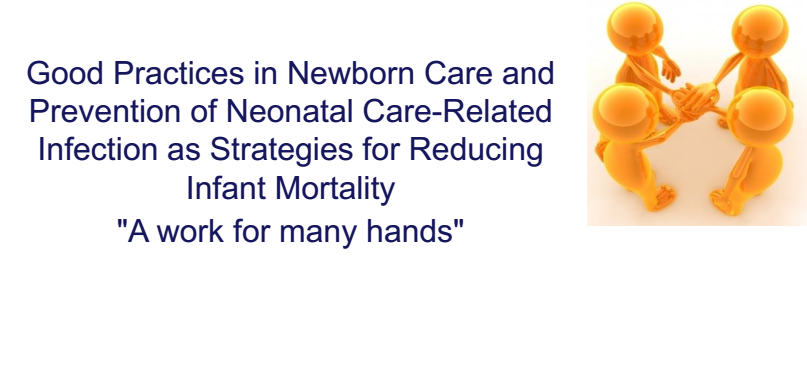 Good Practices in Newborn Care and
Prevention of Neonatal Care-Related
Infection as Strategies for Reducing
Infant Mortality
"A work for many hands"